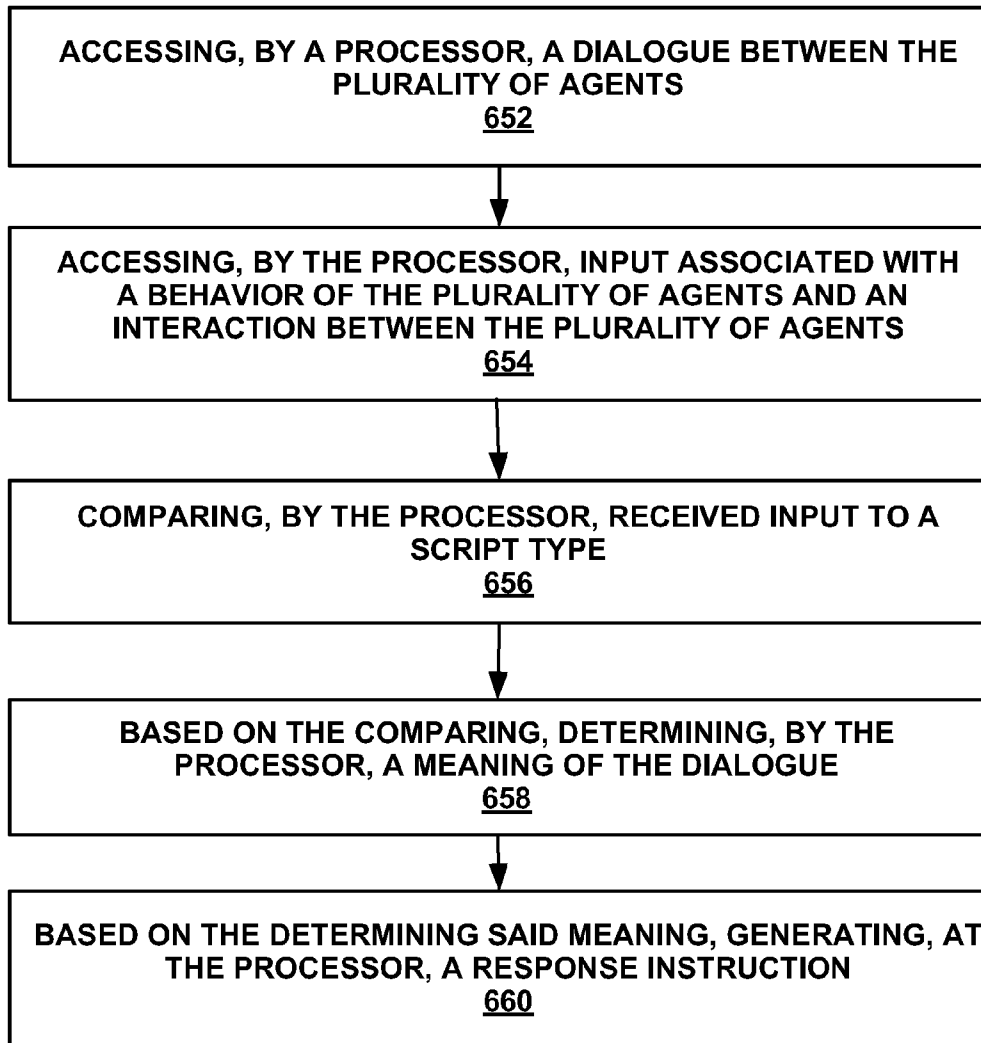 ACCESSING, BY A PROCESSOR, A DIALOGUE BETWEEN THE
PLURALITY OF AGENTS
652
ACCESSING, BY THE PROCESSOR, INPUT ASSOCIATED WITH
A BEHAVIOR OF THE PLURALITY OF AGENTS AND AN
INTERACTION BETWEEN THE PLURALITY OF AGENTS
654
COMPARING, BY THE PROCESSOR, RECEIVED INPUT TO A
SCRIPT TYPE
656
BASED ON THE COMPARING, DETERMINING, BY THE
PROCESSOR, A MEANING OF THE DIALOGUE
658
BASED ON THE DETERMINING SAID MEANING, GENERATING, AT
THE PROCESSOR, A RESPONSE INSTRUCTION
660